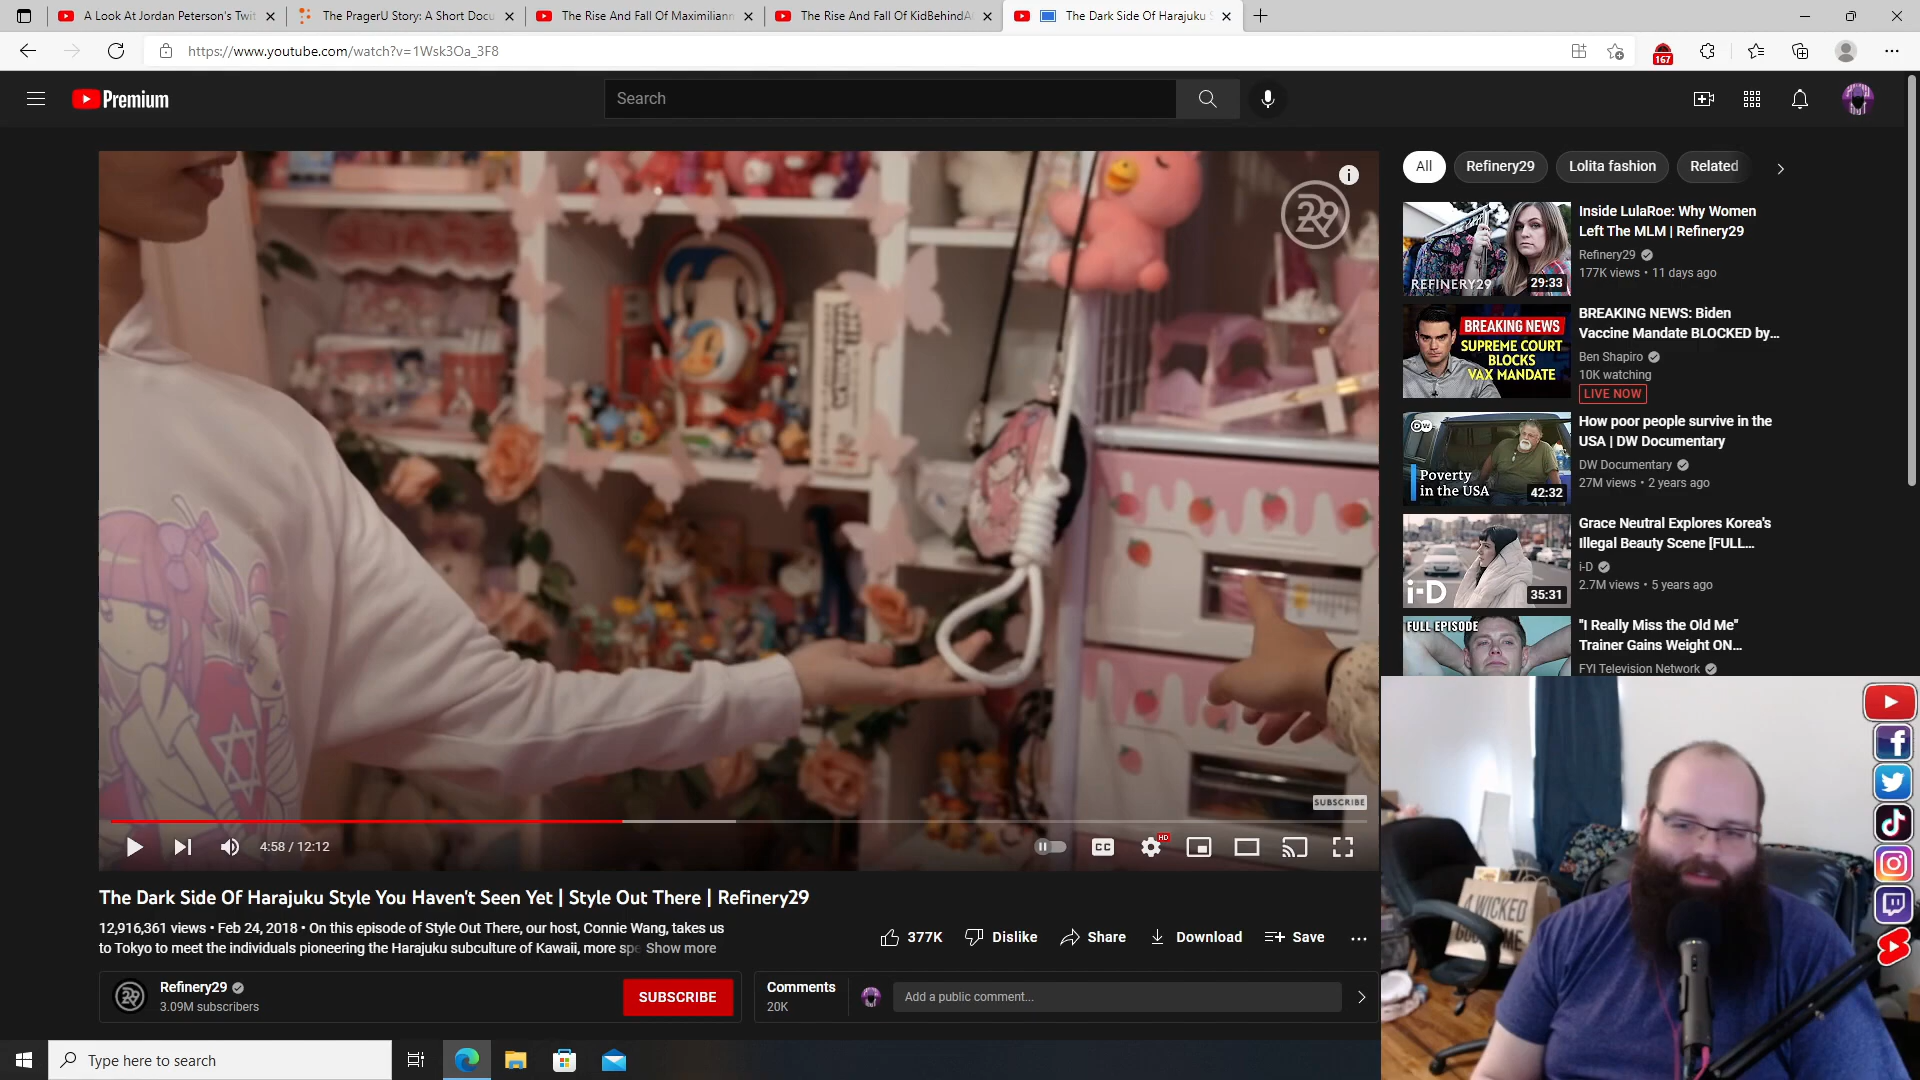 A Look At Jordan Peterson's Twit
The PragerU Story: A Short Docu
The Rise And Fall Of Maximilian
The Rise And Fall Of KidBehindA
The Dark Side Of Harajuku S
https://www.youtube.com/watch?v=1Wsk3Oa_3F8
167
Premium
Search
All
Refinery29
Lolita fashion
Related
29
Inside LulaRoe: Why Women
Left The MLM | Refinery29
Refinery29
177K views • 11 days ago
REFINERY29
29:33
BREAKING NEWS: Biden
Vaccine Mandate BLOCKED by...
Ben Shapiro
10K watching
LIVE NOW
BREAKING NEWS
SUPREME COURT
BLOCKS
VAX MANDATE
How poor people survive in the
USA | DW Documentary
DW Documentary
27M views • 2 years ago
DW
Poverty
in the USA
42:32
Grace Neutral Explores Korea's
Illegal Beauty Scene [FULL...
i-D
2.7M views • 5 years ago
i-D
35:31
"I Really Miss the Old Me"
Trainer Gains Weight ON...
FYI Television Network
FULL EPISODE
SUBSCRIBE
4:58 / 12:12
CC
HD
The Dark Side Of Harajuku Style You Haven't Seen Yet | Style Out There | Refinery29
12,916,361 views • Feb 24, 2018 • On this episode of Style Out There, our host, Connie Wang, takes us
to Tokyo to meet the individuals pioneering the Harajuku subculture of Kawaii, more spe Show more
377K
Dislike
Share
Download
Save
Refinery29
3.09M subscribers
SUBSCRIBE
Comments
20K
Add a public comment...
A WICKED
GOOD TIME
Type here to search